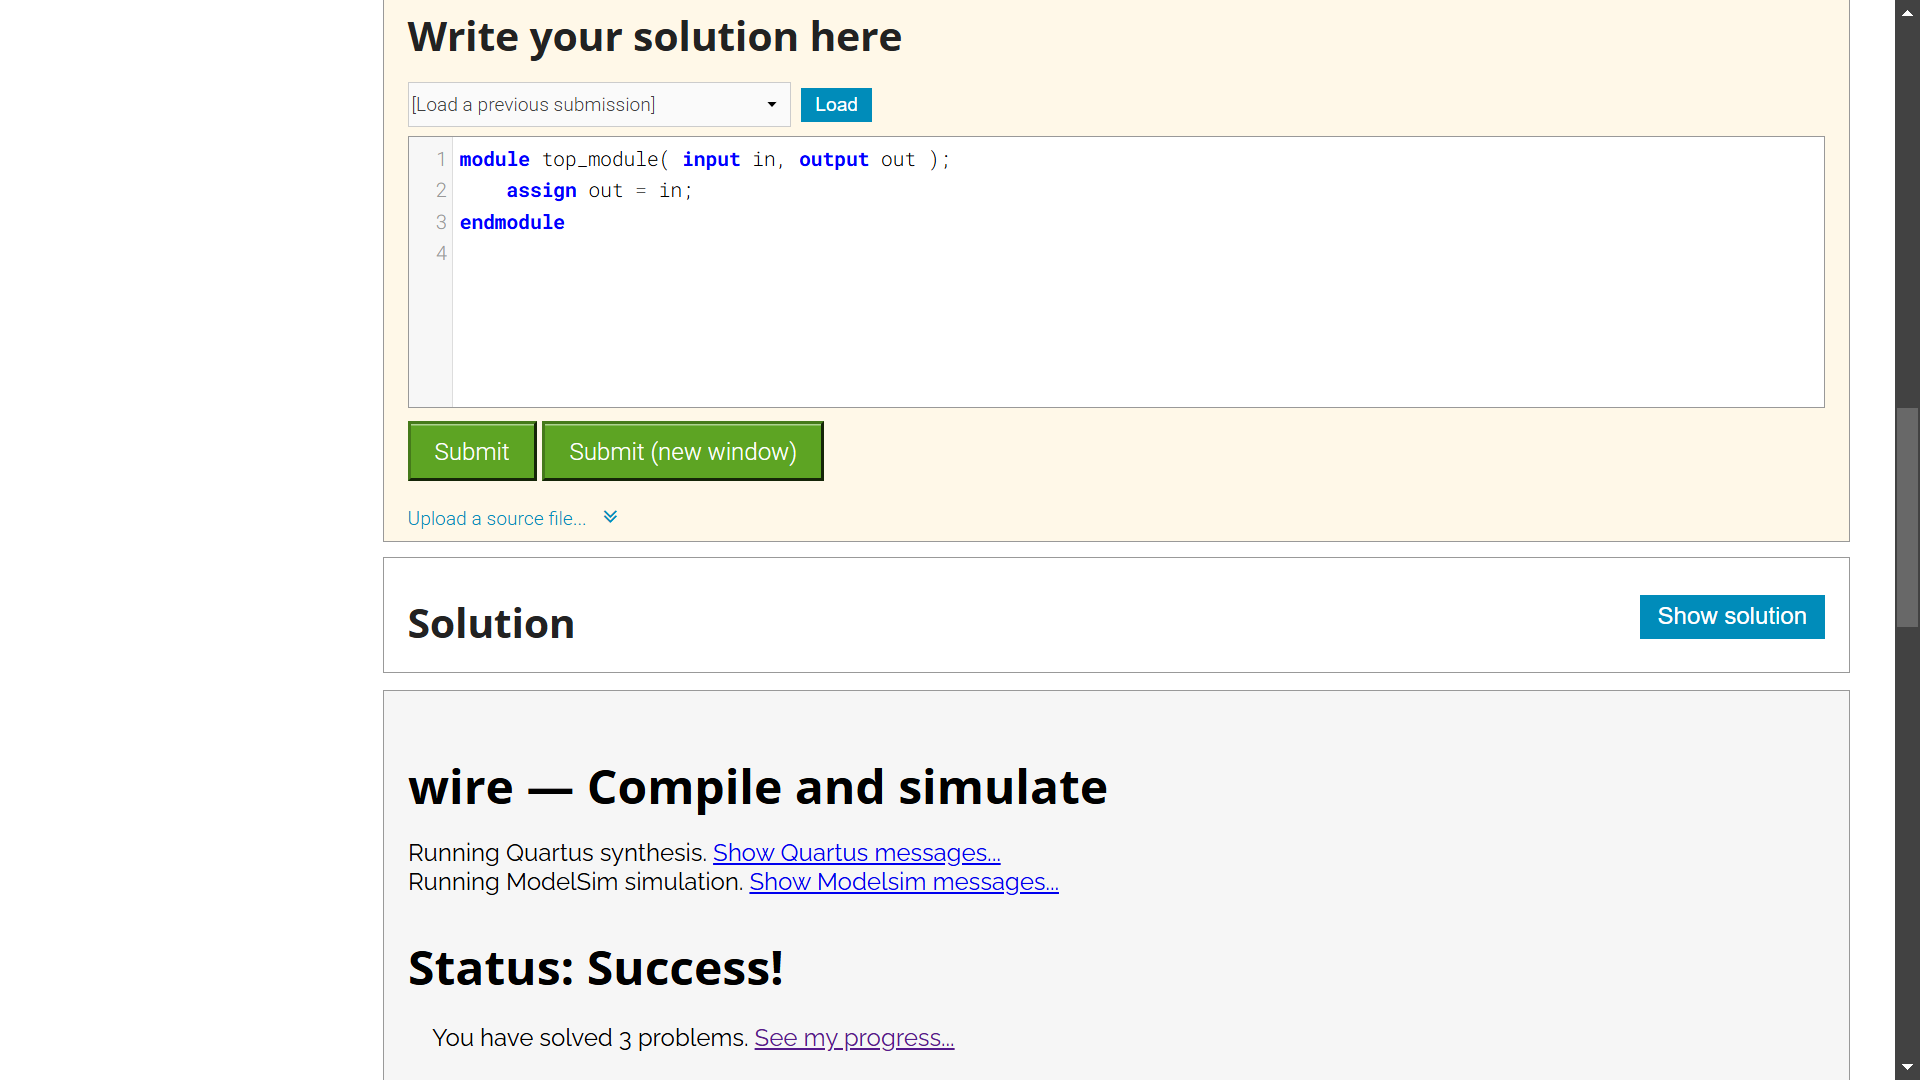 Write your solution here
[Load a previous submission] Load
1 module top_module( input in, output out );
2 assign out = in;
3 endmodule
4
Submit Submit (new window)
Upload a source file...
Solution Show solution
wire — Compile and simulate
Running Quartus synthesis. Show Quartus messages...
Running ModelSim simulation. Show Modelsim messages...
Status: Success!
You have solved 3 problems. See my progress...